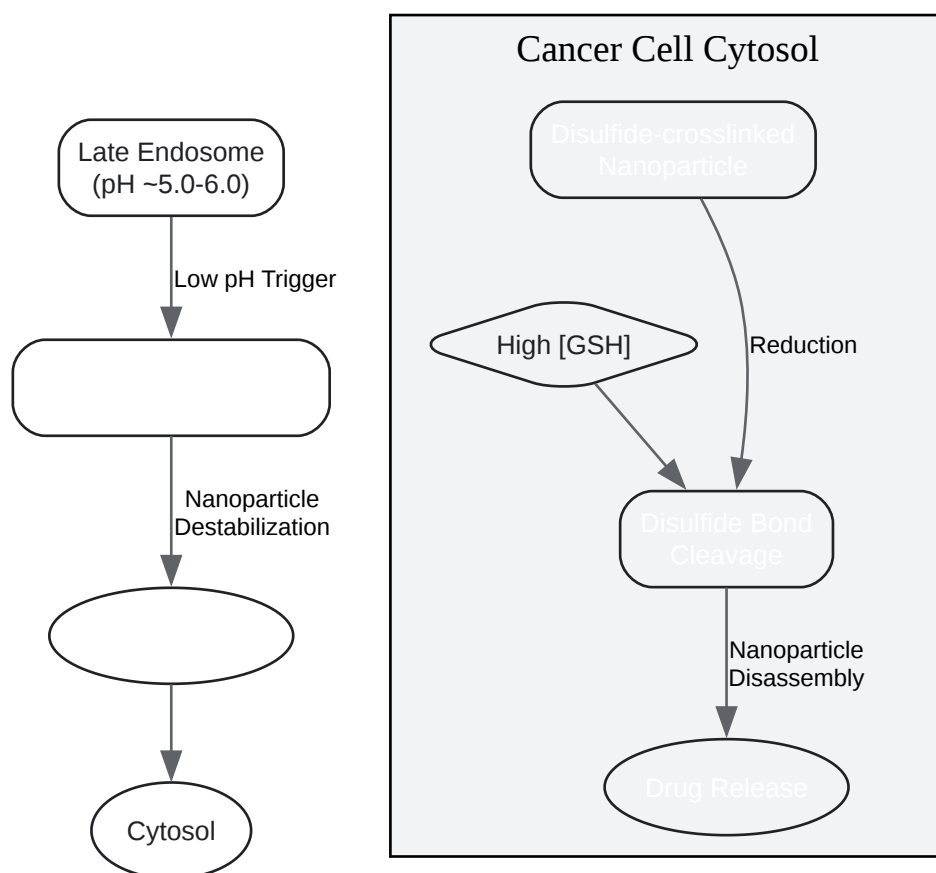 Late Endosome
(pH ~5.0-6.0)
Low pH Trigger
Nanoparticle
Destabilization
Cytosol
Cancer Cell Cytosol
Disulfide-crosslinked
Nanoparticle
High [GSH]
Reduction
Disulfide Bond
Cleavage
Nanoparticle
Disassembly
Drug Release